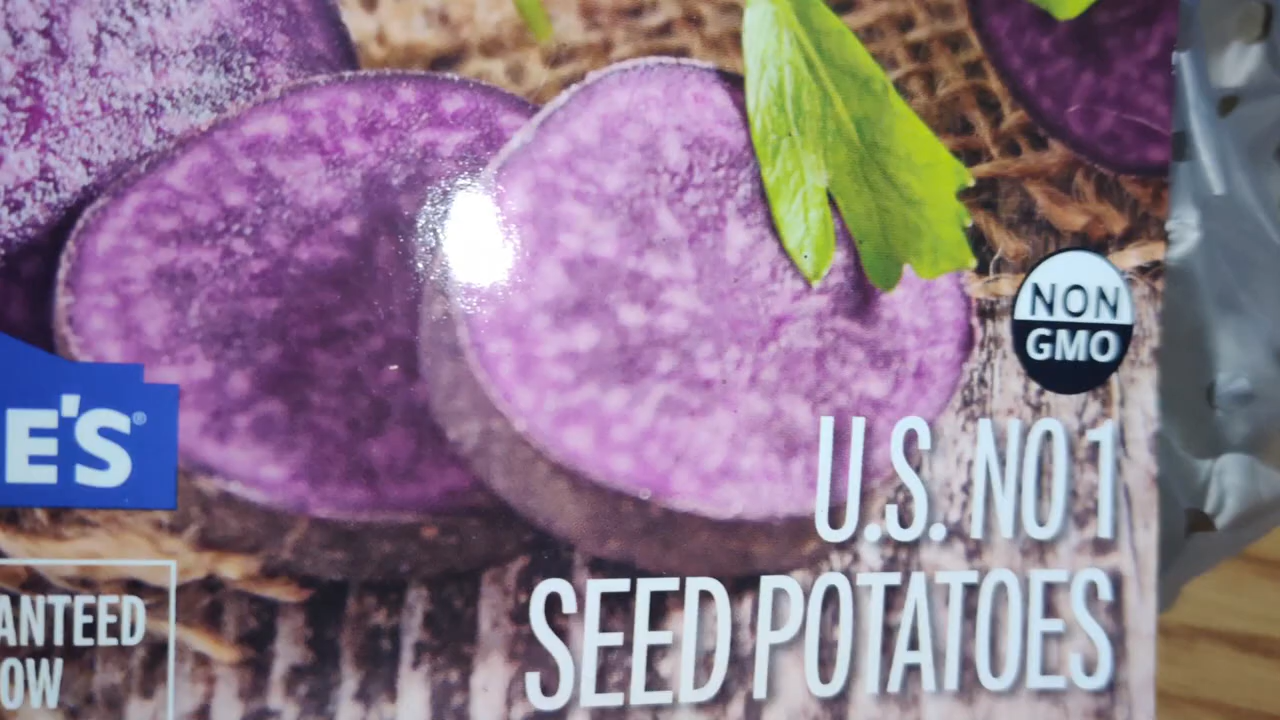 NON
GMO
E'S®
U.S. NO 1
SEED POTATOES
ANTEED
OW